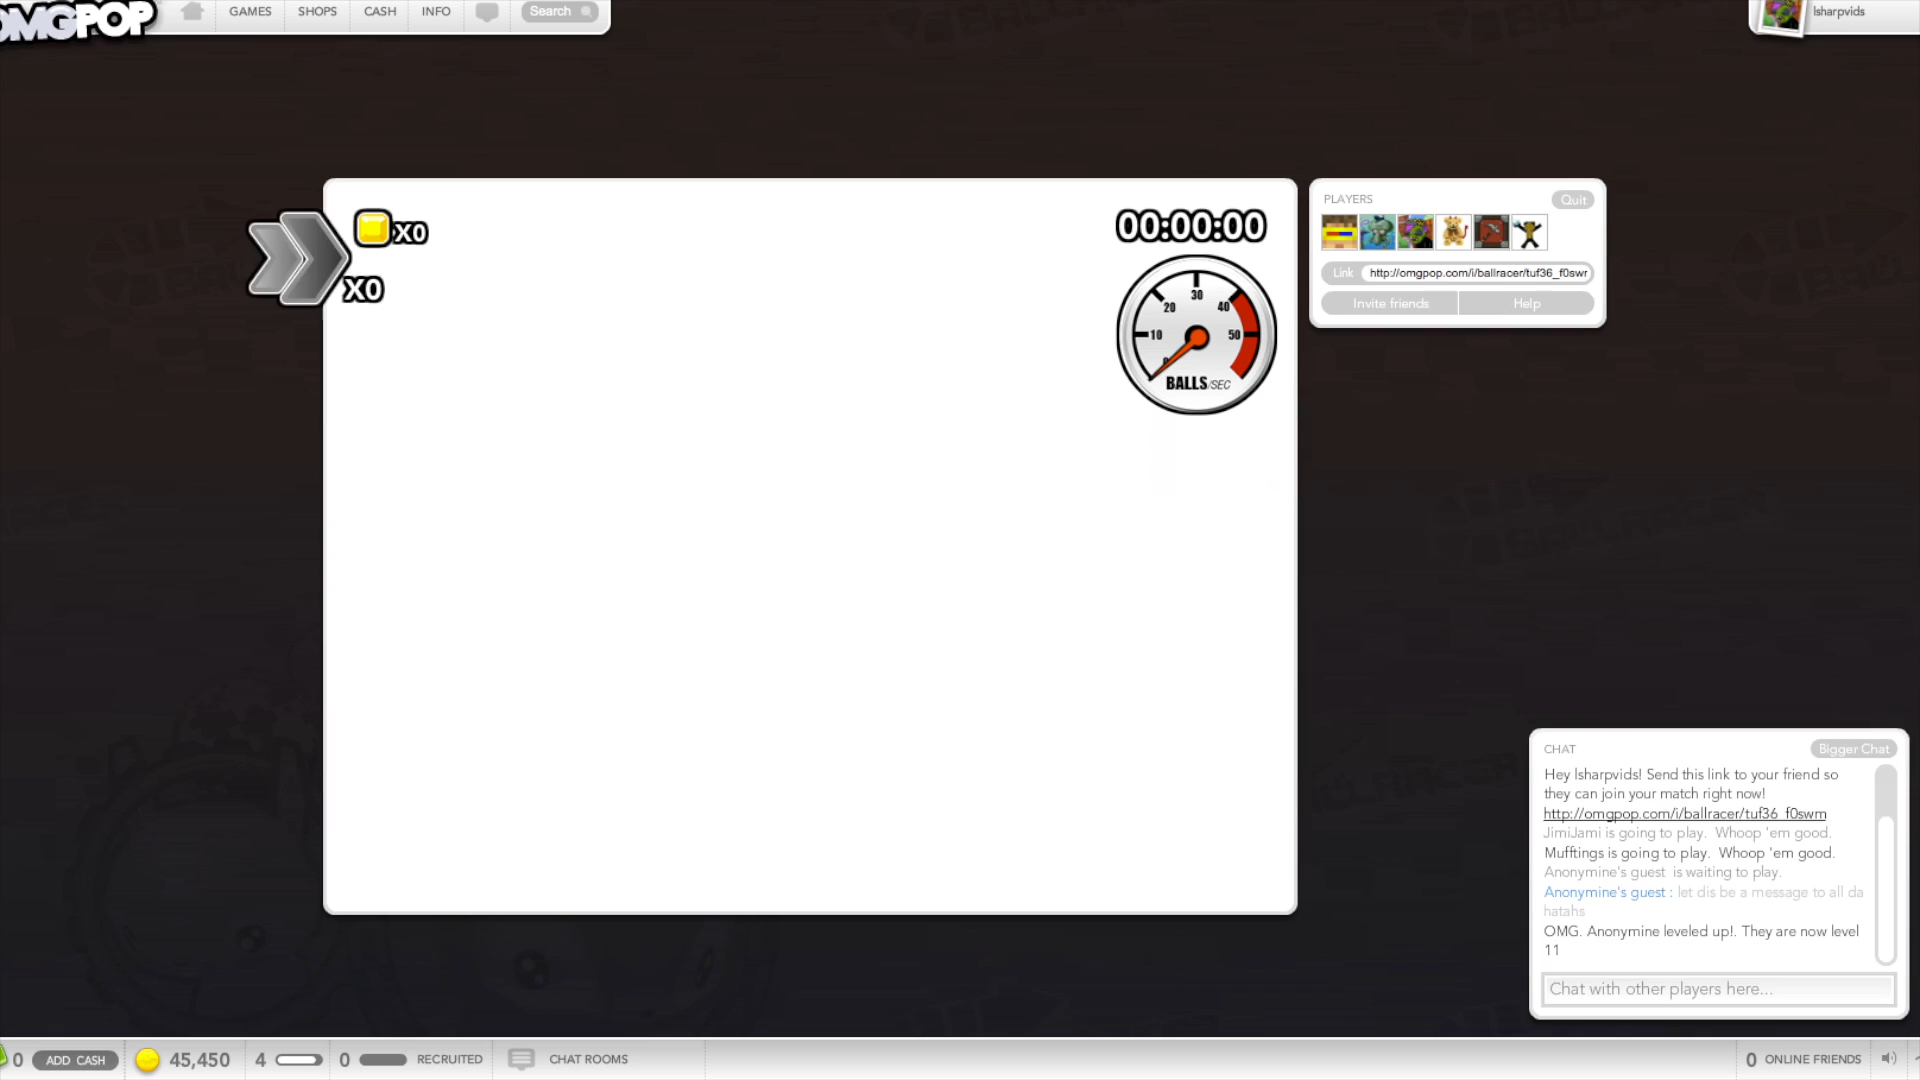 OMGPOP
GAMES
SHOPS
CASH
INFO
Search
lsharpvids
X0
X0
00:00:00
0
10
20
30
40
50
BALLS/SEC
PLAYERS
Quit
Link
http://omgpop.com/i/ballracer/tuf36_f0swr
Invite friends
Help
CHAT
Bigger Chat
Hey lsharpvids! Send this link to your friend so
they can join your match right now!
http://omgpop.com/i/ballracer/tuf36_f0swm
JimiJami is going to play.  Whoop 'em good.
Mufftings is going to play.  Whoop 'em good.
Anonymine's guest  is waiting to play.
Anonymine's guest : let dis be a message to all da
hatahs
OMG. Anonymine leveled up!. They are now level
11
Chat with other players here...
0
ADD CASH
45,450
4
0
RECRUITED
CHAT ROOMS
0 ONLINE FRIENDS